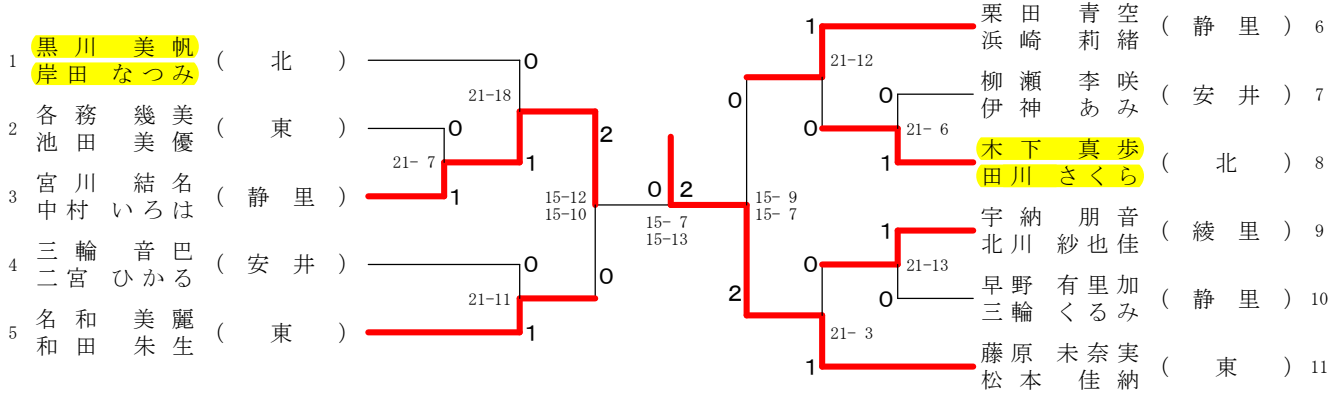 1 黒川 美帆 ( 北 ) 0
岸田 なつみ
21-18
2 各務 幾美 ( 東 ) 0
池田 美優
21- 7 1 2
3 宮川 結名 ( 静里 ) 1
中村 いろは
15-12
15-10
4 三輪 音巴 ( 安井 ) 0
二宮 ひかる
21-11 0
5 名和 美麗 ( 東 ) 1
和田 朱生
0 2
15- 7
15-13
1 栗田 青空 ( 静里 ) 6
浜崎 莉緒
21-12
0
0 柳瀬 李咲 ( 安井 ) 7
伊神 あみ
0 21- 6
1 木下 真歩 ( 北 ) 8
田川 さくら
15- 9
15- 7
1 宇納 朋音 ( 綾里 ) 9
北川 紗也佳
0 21-13
2
0 早野 有里加 ( 静里 ) 10
三輪 くるみ
21- 3
1 藤原 未奈実 ( 東 ) 11
松本 佳納